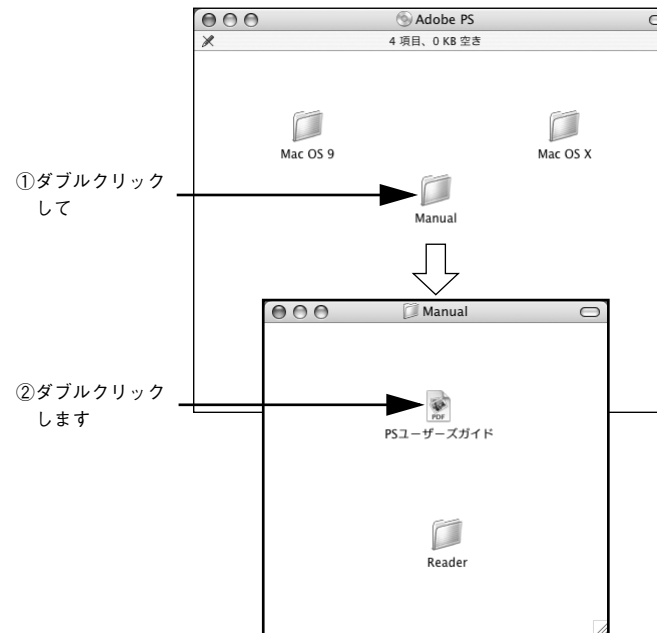 Adobe PS
4 項目、0 KB 空き
Mac OS 9
Mac OS X
①ダブルクリック
して
Manual
Manual
②ダブルクリック
します
PDF
PSユーザーズガイド
Reader